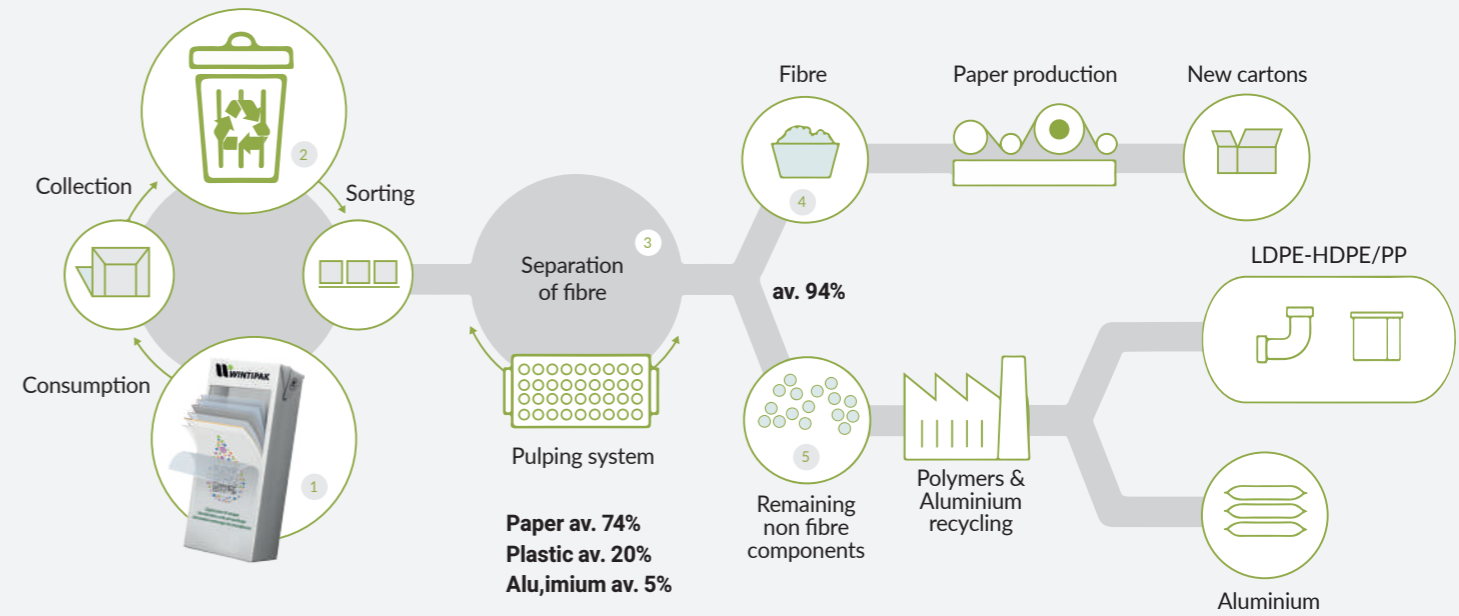 2
Collection
Sorting
Consumption
WINTIPAK
1
Separation
of fibre
3
Pulping system
Paper av. 74%
Plastic av. 20%
Alu,imium av. 5%
av. 94%
Fibre
4
Paper production
New cartons
5
Remaining
non fibre
components
Polymers &
Aluminium
recycling
LDPE-HDPE/PP
Aluminium